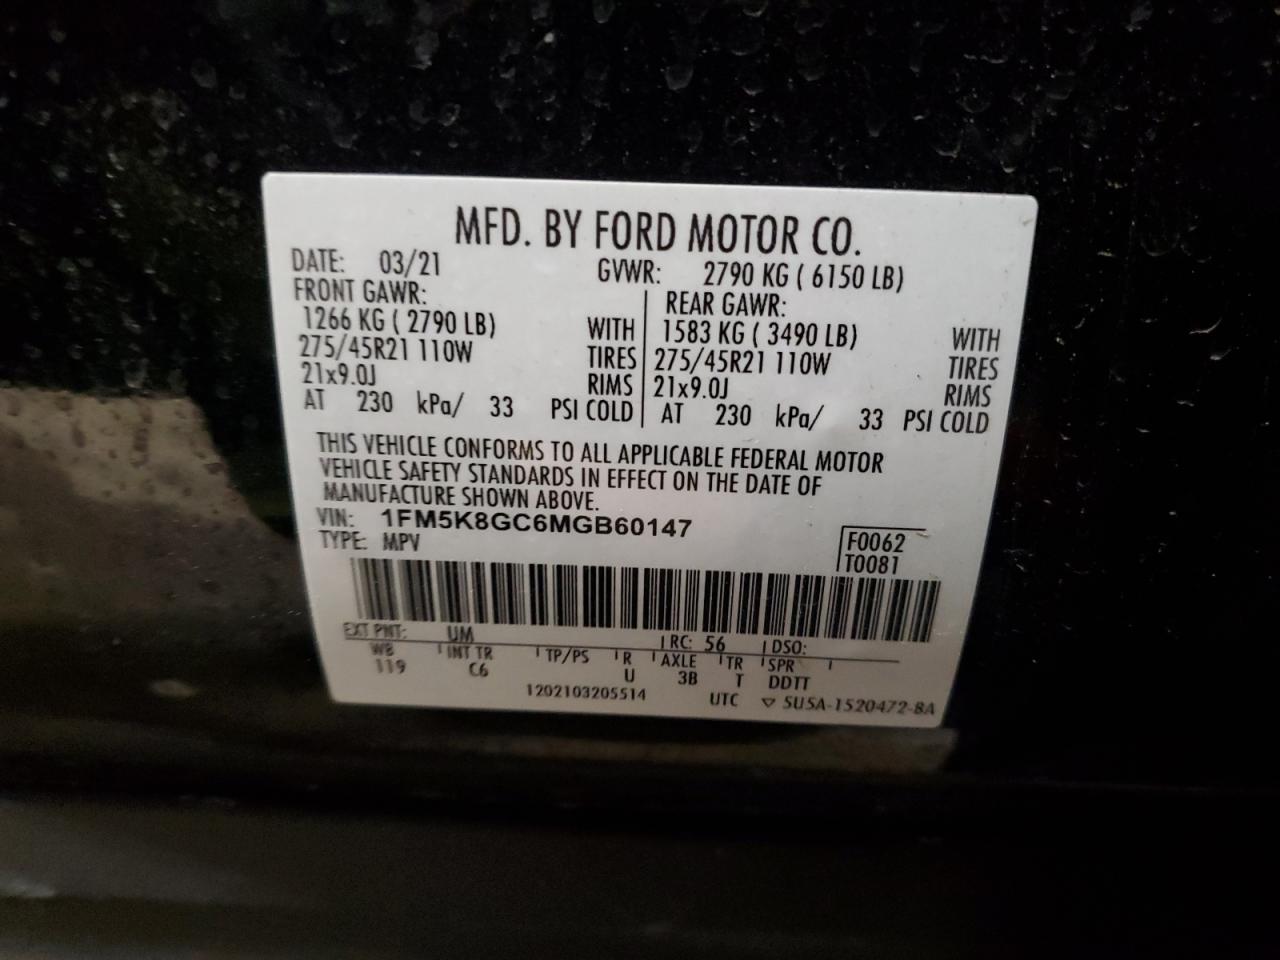 MFD. BY FORD MOTOR CO.
DATE: 03/21 GVWR: 2790 KG ( 6150 LB)
FRONT GAWR: REAR GAWR:
1266 KG ( 2790 LB) WITH 1583 KG ( 3490 LB) WITH
275/45R21 110W TIRES 275/45R21 110W TIRES
21x9.0J RIMS 21x9.0J RIMS
AT 230 kPa/ 33 PSI COLD AT 230 kPa/ 33 PSI COLD
THIS VEHICLE CONFORMS TO ALL APPLICABLE FEDERAL MOTOR
VEHICLE SAFETY STANDARDS IN EFFECT ON THE DATE OF
MANUFACTURE SHOWN ABOVE.
VIN: 1FM5K8GC6MGB60147
TYPE: MPV
F0062
T0081
EXT PNT: UM RC: 56 DSO:
WB INT TR TP/PS R AXLE TR SPR
119 C6 U 3B T DDTT
1202103205514 UTC ▽ 5U5A-1520472-BA